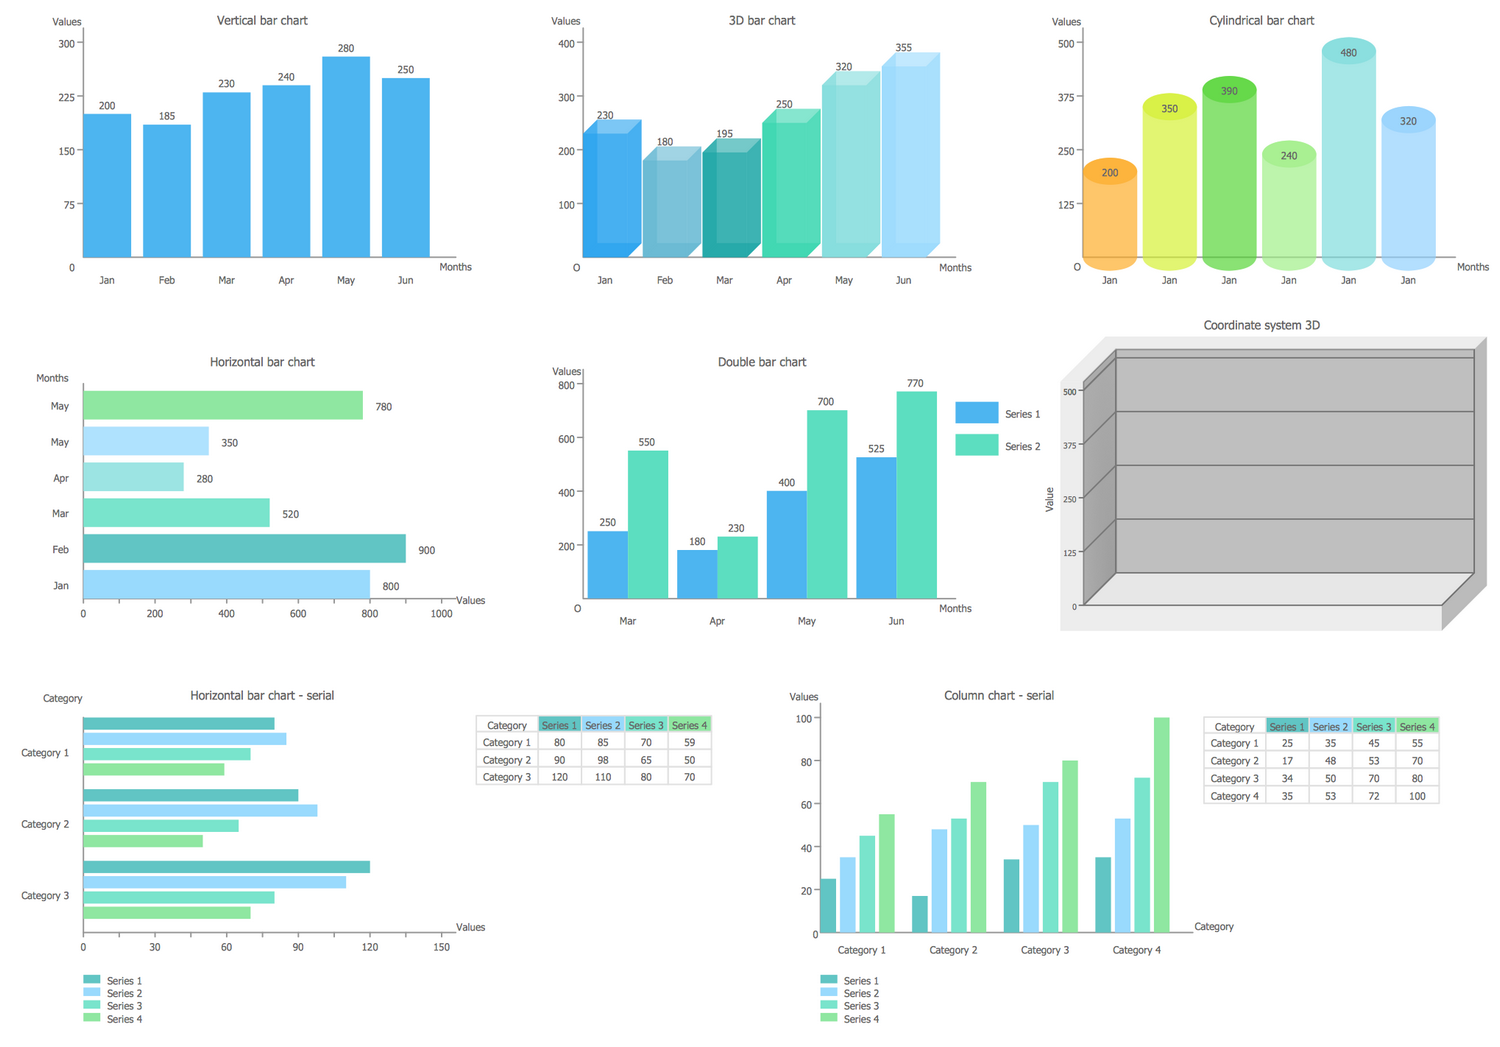 Vertical bar chart
Values
300
225
150
75
0
200
185
230
240
280
250
Jan Feb Mar Apr May Jun
Months
3D bar chart
Values
400
300
200
100
O
230
180
195
250
320
355
Jan Feb Mar Apr May Jun
Months
Cylindrical bar chart
Values
500
375
250
125
O
200
350
390
240
480
320
Jan Jan Jan Jan Jan Jan
Months
Horizontal bar chart
Months
May 780
May 350
Apr 280
Mar 520
Feb 900
Jan 800
0 200 400 600 800 1000
Values
Double bar chart
Values
800
600
400
200
O
250 550
180 230
400 700
525 770
Mar Apr May Jun
Months
Series 1
Series 2
Coordinate system 3D
Value
500
375
250
125
0
Horizontal bar chart - serial
Category
Category 1
Category 2
Category 3
0 30 60 90 120 150
Values
Series 1
Series 2
Series 3
Series 4
Category Series 1 Series 2 Series 3 Series 4
Category 1 80 85 70 59
Category 2 90 98 65 50
Category 3 120 110 80 70
Column chart - serial
Values
100
80
60
40
20
0
Category 1 Category 2 Category 3 Category 4
Category
Series 1
Series 2
Series 3
Series 4
Category Series 1 Series 2 Series 3 Series 4
Category 1 25 35 45 55
Category 2 17 48 53 70
Category 3 34 50 70 80
Category 4 35 53 72 100